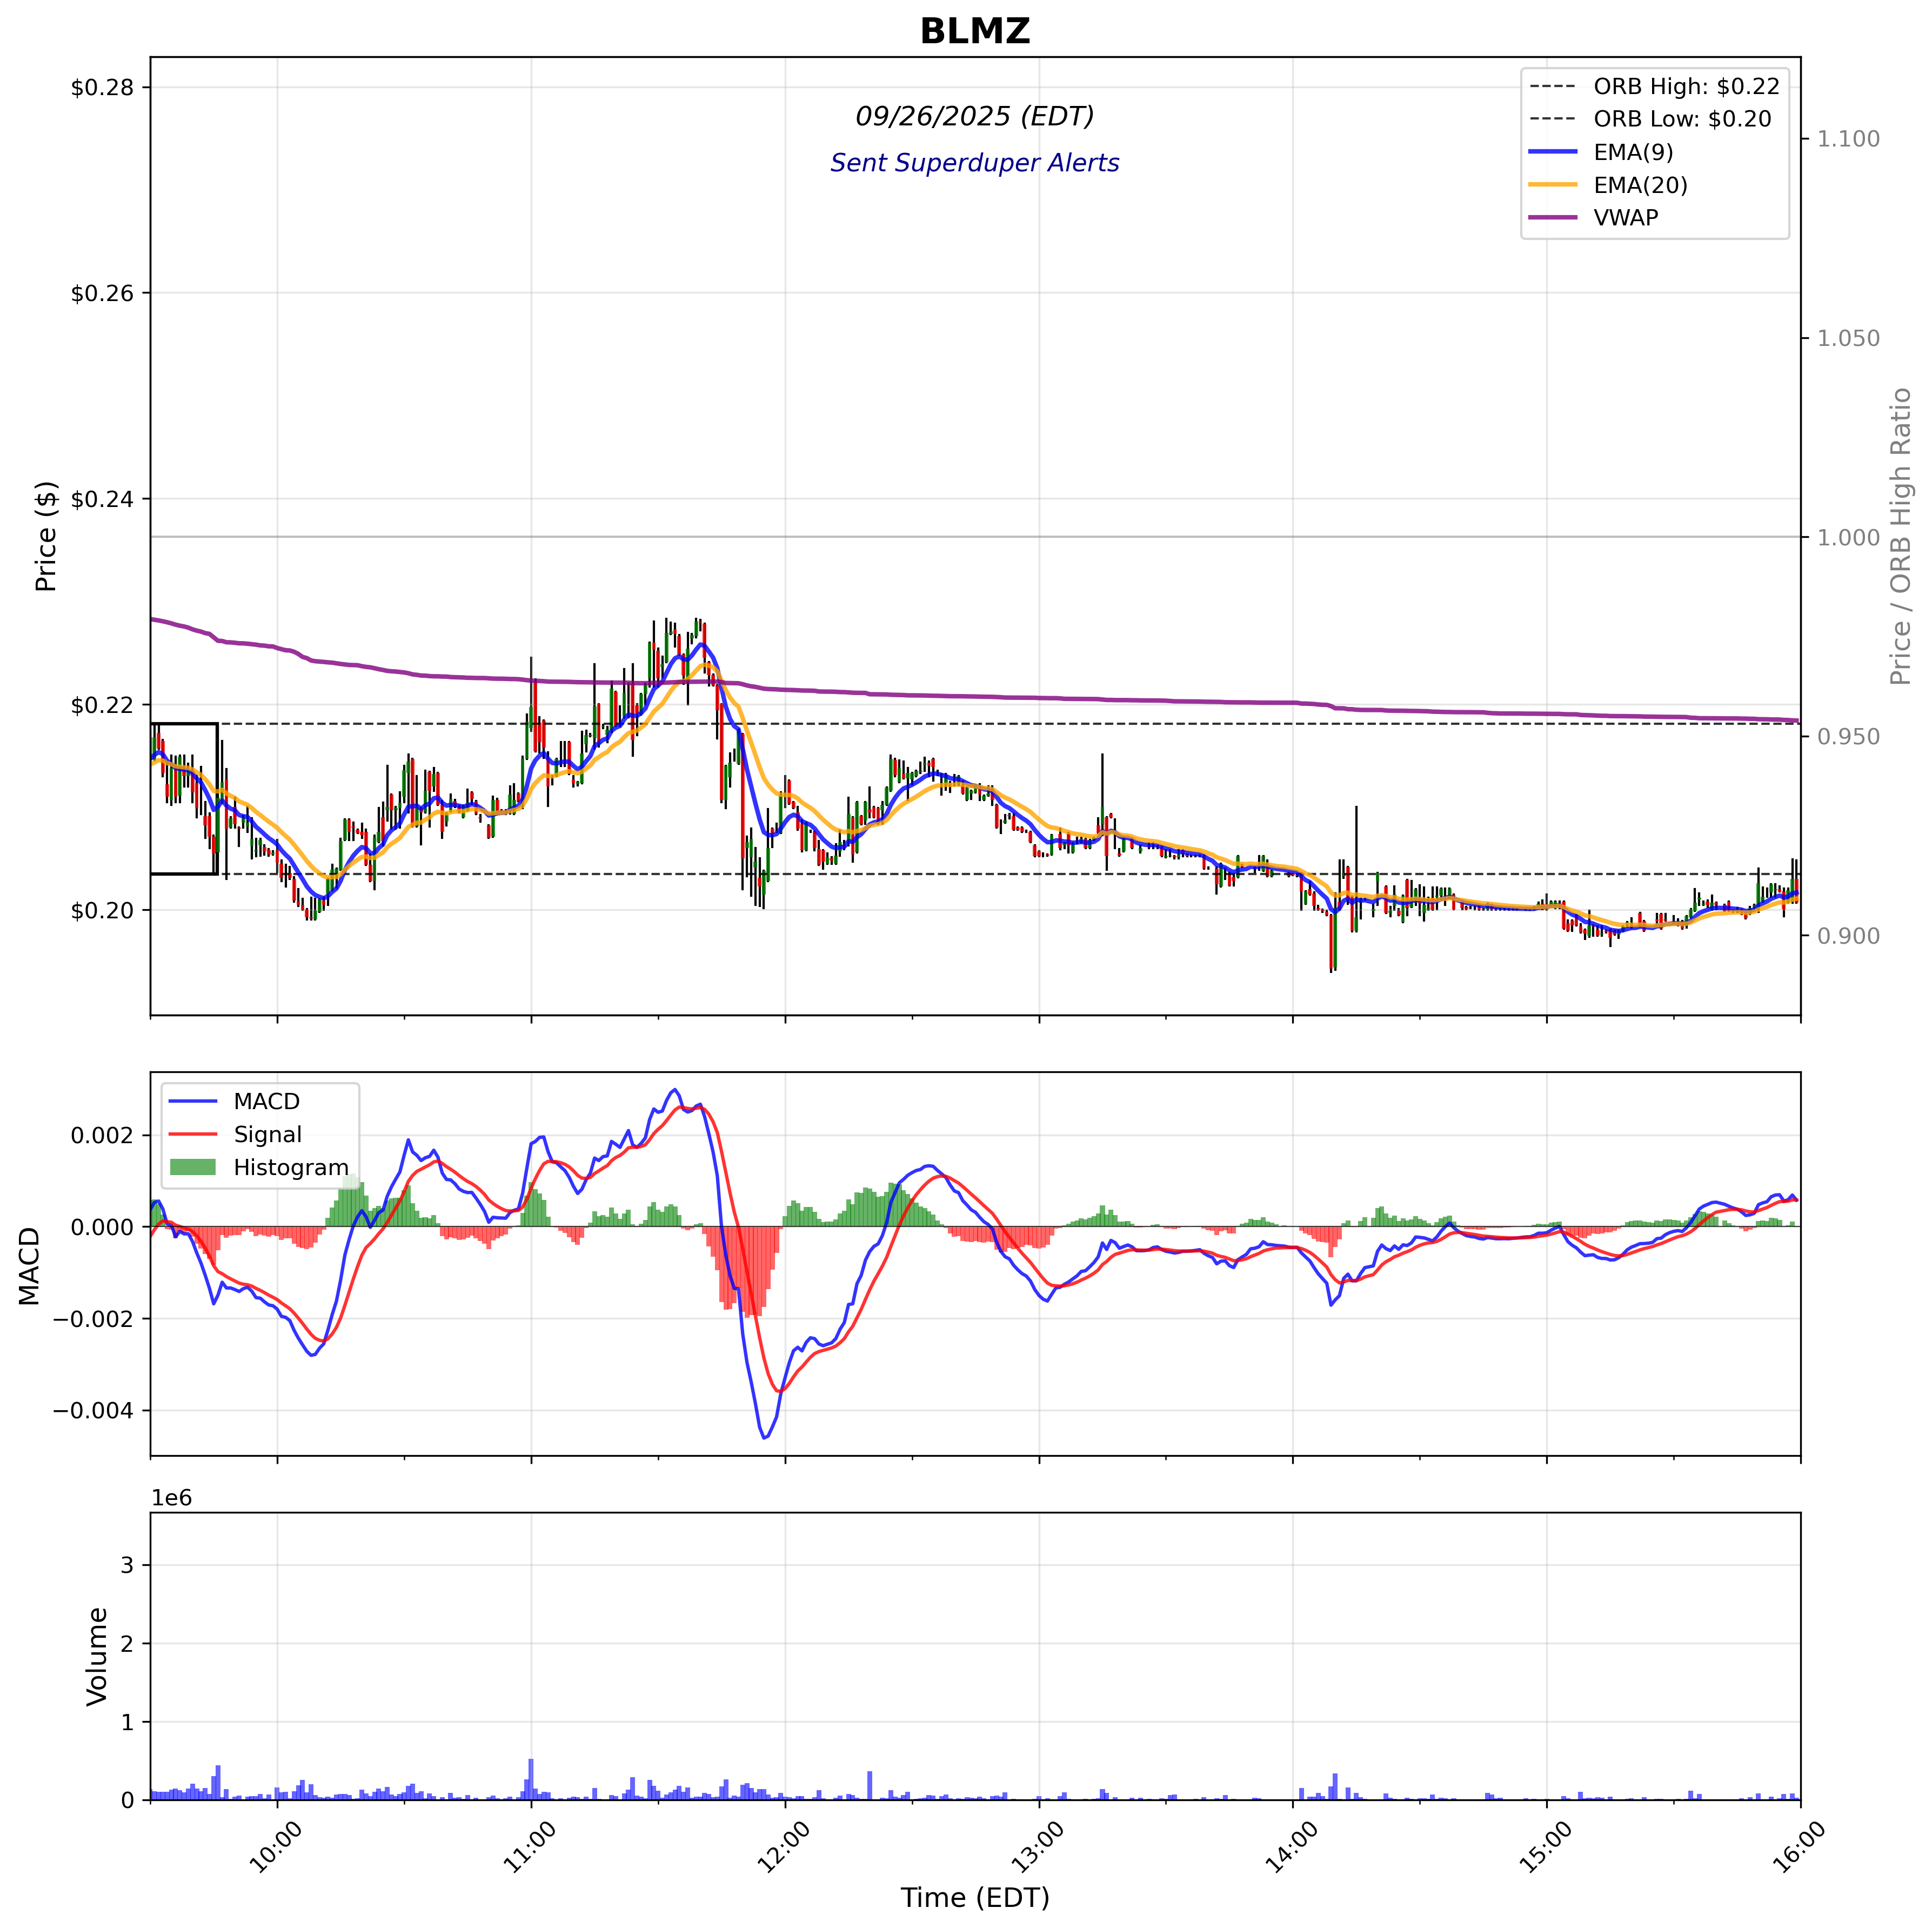 BLMZ
09/26/2025 (EDT)
Sent Superduper Alerts
ORB High: $0.22
ORB Low: $0.20
EMA(9)
EMA(20)
VWAP
$0.28
$0.26
$0.24
$0.22
$0.20
Price ($)
1.100
1.050
1.000
0.950
0.900
Price / ORB High Ratio
MACD
Signal
Histogram
0.002
0.000
−0.002
−0.004
MACD
1e6
3
2
1
0
Volume
10:00
11:00
12:00
13:00
14:00
15:00
16:00
Time (EDT)